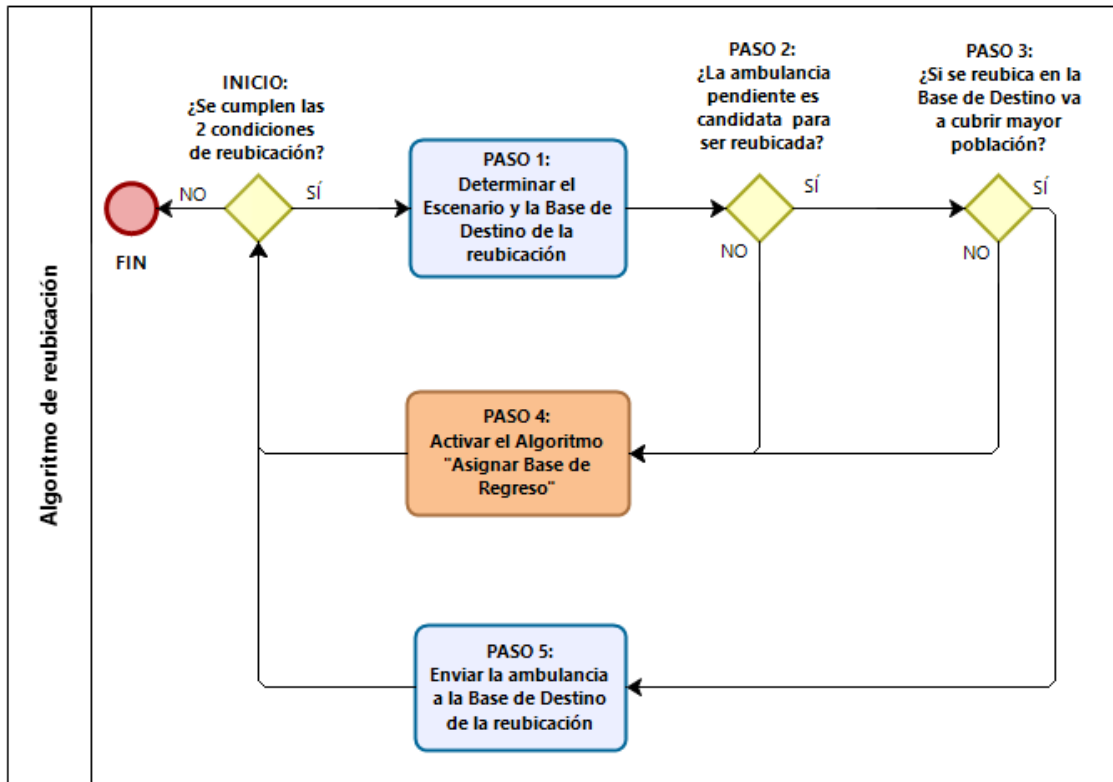 Algoritmo de reubicación
INICIO:
¿Se cumplen las
2 condiciones
de reubicación?
NO
SÍ
FIN
PASO 1:
Determinar el
Escenario y la Base de
Destino de la
reubicación
PASO 2:
¿La ambulancia
pendiente es
candidata para
ser reubicada?
SÍ
NO
PASO 3:
¿Si se reubica en la
Base de Destino va
a cubrir mayor
población?
SÍ
NO
PASO 4:
Activar el Algoritmo
"Asignar Base de
Regreso"
PASO 5:
Enviar la ambulancia
a la Base de Destino
de la reubicación